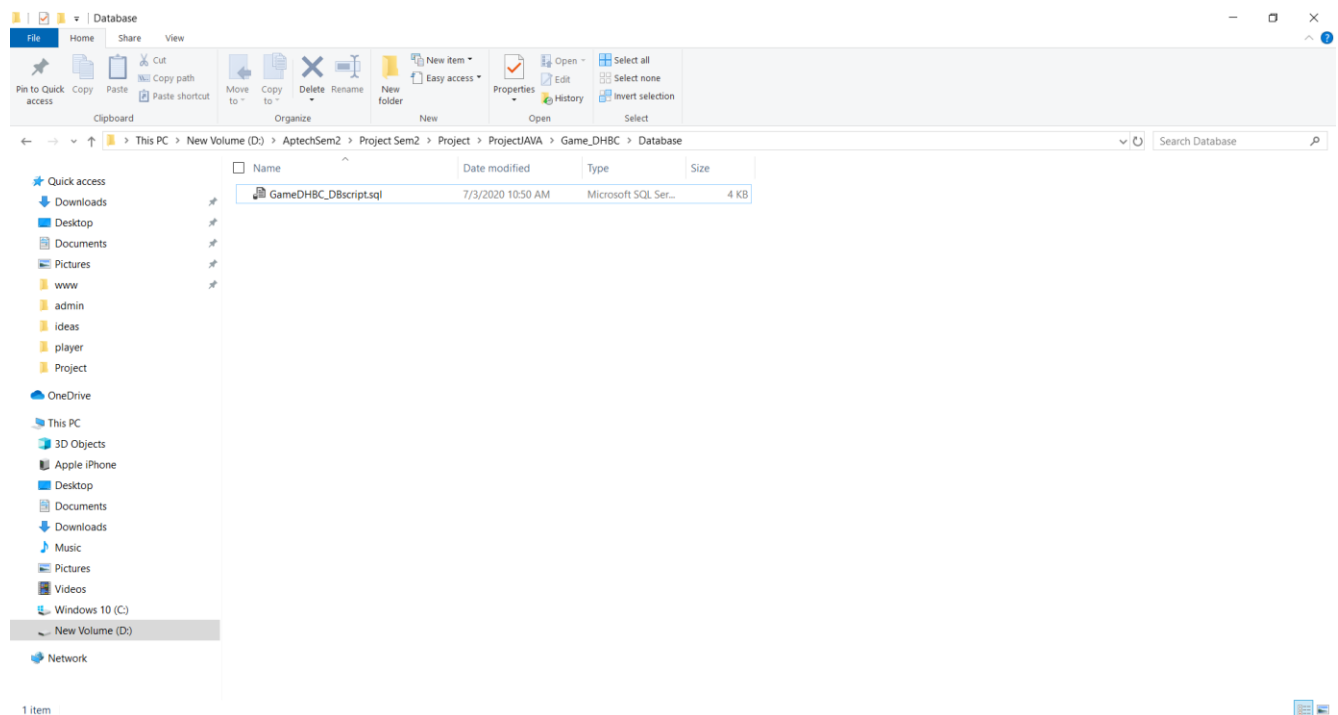 Database
File Home Share View
Pin to Quick access
Copy
Paste
Cut
Copy path
Paste shortcut
Clipboard
Move to
Copy to
Delete
Rename
Organize
New folder
New item
Easy access
New
Properties
Open
Edit
History
Open
Select all
Select none
Invert selection
Select
This PC > New Volume (D:) > AptechSem2 > Project Sem2 > Project > ProjectJAVA > Game_DHBC > Database
Search Database
Name Date modified Type Size
GameDHBC_DBscript.sql 7/3/2020 10:50 AM Microsoft SQL Ser... 4 KB
Quick access
Downloads
Desktop
Documents
Pictures
www
admin
ideas
player
Project
OneDrive
This PC
3D Objects
Apple iPhone
Desktop
Documents
Downloads
Music
Pictures
Videos
Windows 10 (C:)
New Volume (D:)
Network
1 item